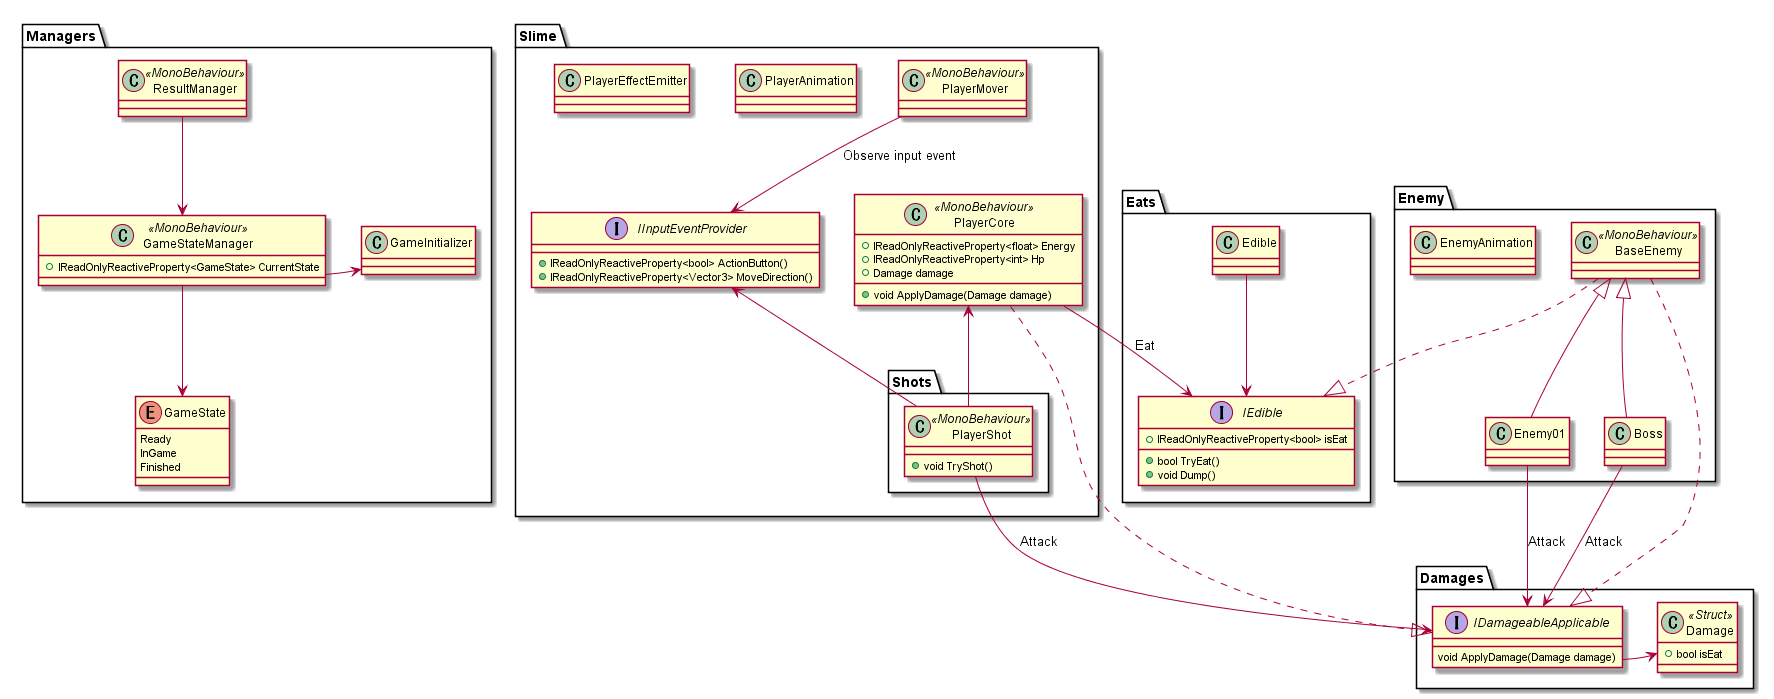 Managers
C «MonoBehaviour»
ResultManager
C «MonoBehaviour»
GameStateManager
IReadOnlyReactiveProperty<GameState> CurrentState
C GameInitializer
E GameState
Ready
InGame
Finished
Slime
C PlayerEffectEmitter
C PlayerAnimation
C «MonoBehaviour»
PlayerMover
Observe input event
I IInputEventProvider
IReadOnlyReactiveProperty<bool> ActionButton()
IReadOnlyReactiveProperty<Vector3> MoveDirection()
C «MonoBehaviour»
PlayerCore
IReadOnlyReactiveProperty<float> Energy
IReadOnlyReactiveProperty<int> Hp
Damage damage
void ApplyDamage(Damage damage)
Shots
C «MonoBehaviour»
PlayerShot
void TryShot()
Attack
Eats
C Edible
Eat
I IEdible
IReadOnlyReactiveProperty<bool> isEat
bool TryEat()
void Dump()
Enemy
C EnemyAnimation
C «MonoBehaviour»
BaseEnemy
C Enemy01
C Boss
Attack
Attack
Damages
I IDamageableApplicable
void ApplyDamage(Damage damage)
C «Struct»
Damage
bool isEat